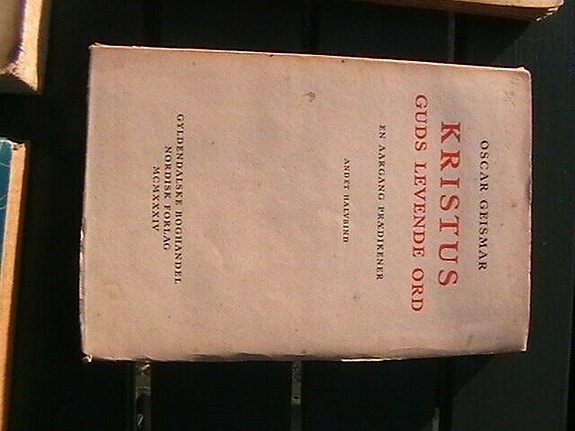 OSCAR GEISMAR
KRISTUS
GUDS LEVENDE ORD
EN AARGANG PRÆDIKENER
ANDET HALVBIND
GYLDENDALSKE BOGHANDEL
NORDISK FORLAG
MCMXXXIV